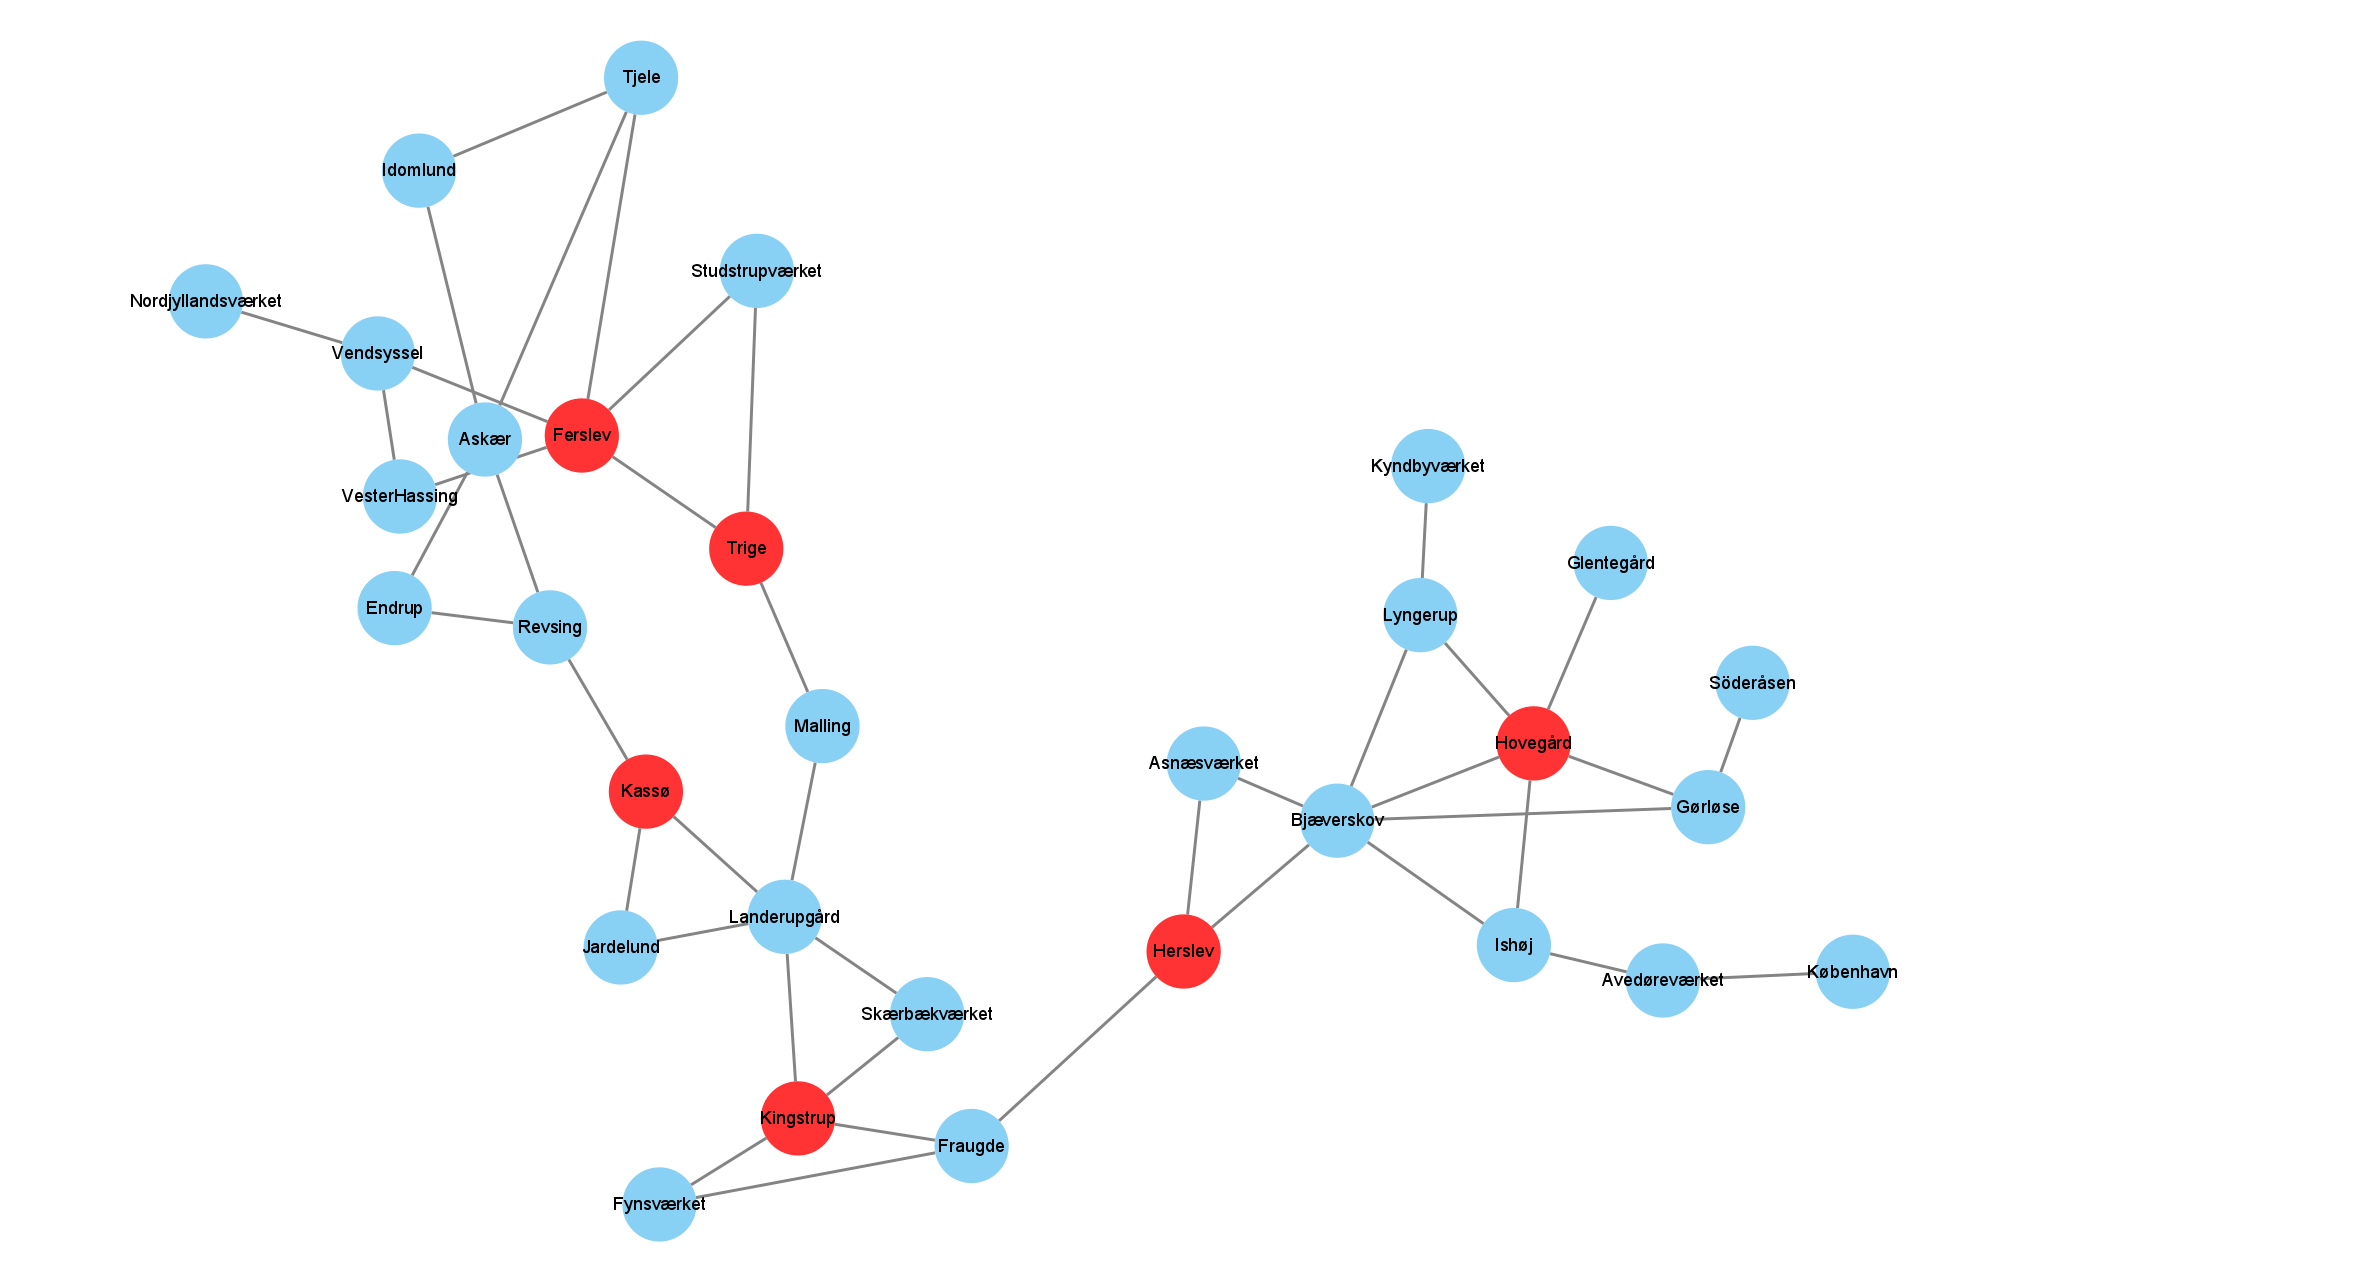 Tjele
Idomlund
Studstrupværket
Nordjyllandsværket
Vendsyssel
Askær
Ferslev
Kyndbyværket
VesterHassing
Trige
Glentegård
Endrup
Lyngerup
Revsing
Söderåsen
Malling
Hovegård
Asnæsværket
Kassø
Gørløse
Bjæverskov
Landerupgård
Ishøj
Jardelund
Herslev
København
Avedøreværket
Skærbækværket
Kingstrup
Fraugde
Fynsværket